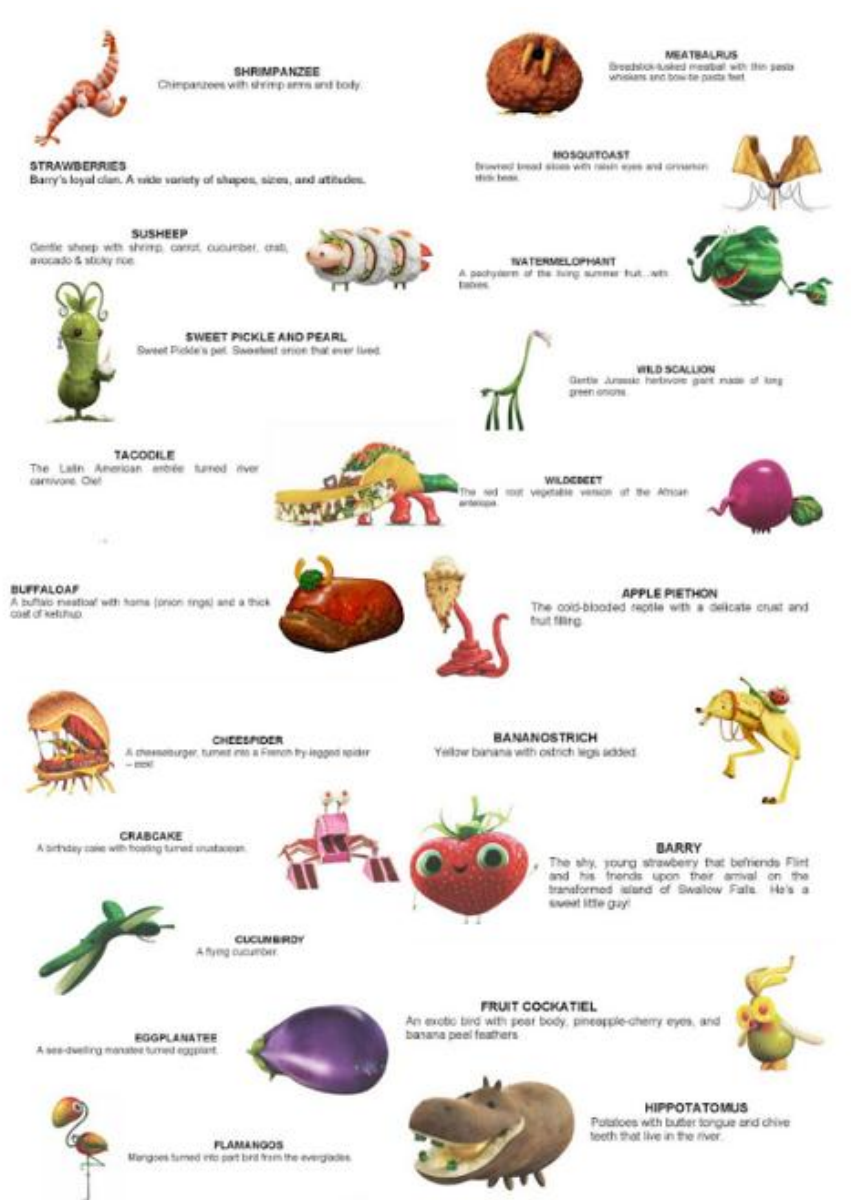 SHRIMPANZEE
Chimpanzees with shrimp arms and body.
MEATBALRUS
Breadstick-tusked meatball with thin pasta
whiskers and bow-tie pasta feet
STRAWBERRIES
Barry's loyal clan. A wide variety of shapes, sizes, and attitudes.
MOSQUITOAST
Browned bread slices with raisin eyes and cinnamon
stick beak.
SUSHEEP
Gentle sheep with shrimp, carrot, cucumber, crab,
avocado & sticky rice.
WATERMELOPHANT
A pachyderm of the living summer fruit...with
babies.
SWEET PICKLE AND PEARL
Sweet Pickle's pet. Sweetest onion that ever lived.
WILD SCALLION
Gentle Jurassic herbivore giant made of long
green onions.
TACODILE
The Latin American entrée turned river
carnivore. Ole!
WILDEBEET
The red root vegetable version of the African
antelope.
BUFFALOAF
A buffalo meatloaf with horns (onion rings) and a thick
coat of ketchup.
APPLE PIETHON
The cold-blooded reptile with a delicate crust and
fruit filling.
CHEESPIDER
A cheeseburger, turned into a French fry-legged spider
– eek!
BANANOSTRICH
Yellow banana with ostrich legs added.
CRABCAKE
A birthday cake with frosting turned crustacean.
BARRY
The shy, young strawberry that befriends Flint
and his friends upon their arrival on the
transformed island of Swallow Falls. He's a
sweet little guy!
CUCUMBIRDY
A flying cucumber.
FRUIT COCKATIEL
An exotic bird with pear body, pineapple-cherry eyes, and
banana peel feathers
EGGPLANATEE
A sea-dwelling manatee turned eggplant.
HIPPOTATOMUS
Potatoes with butter tongue and chive
teeth that live in the river.
FLAMANGOS
Mangoes turned into part bird from the everglades.